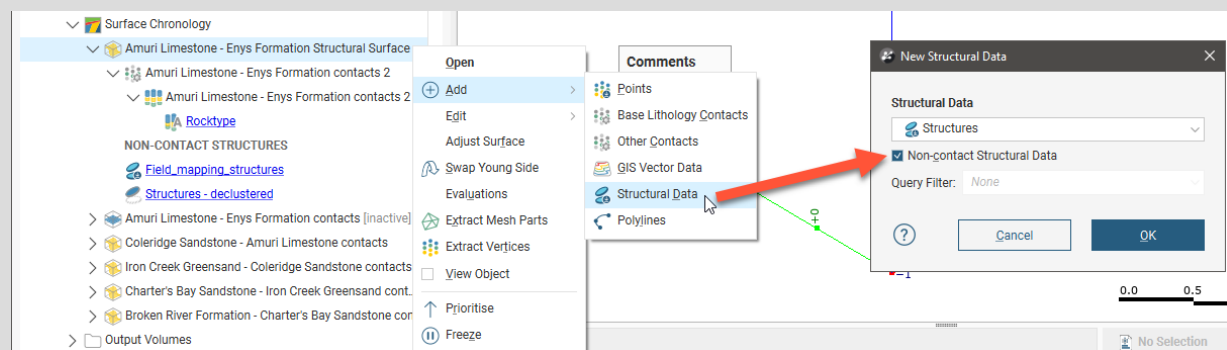 Surface Chronology
Amuri Limestone - Enys Formation Structural Surface
Amuri Limestone - Enys Formation contacts 2
Amuri Limestone - Enys Formation contacts 2
Rocktype
NON-CONTACT STRUCTURES
Field_mapping_structures
Structures - declustered
Amuri Limestone - Enys Formation contacts [inactive]
Coleridge Sandstone - Amuri Limestone contacts
Iron Creek Greensand - Coleridge Sandstone contacts
Charter's Bay Sandstone - Iron Creek Greensand cont...
Broken River Formation - Charter's Bay Sandstone cor
Output Volumes
Open
Add
Edit
Adjust Surface
Swap Young Side
Evaluations
Extract Mesh Parts
Extract Vertices
View Object
Prioritise
Freeze
Comments
Points
Base Lithology Contacts
Other Contacts
GIS Vector Data
Structural Data
Polylines
New Structural Data
Structural Data
Structures
Non-contact Structural Data
Query Filter: None
? Cancel OK
+0
-1
0.0 0.5
No Selection